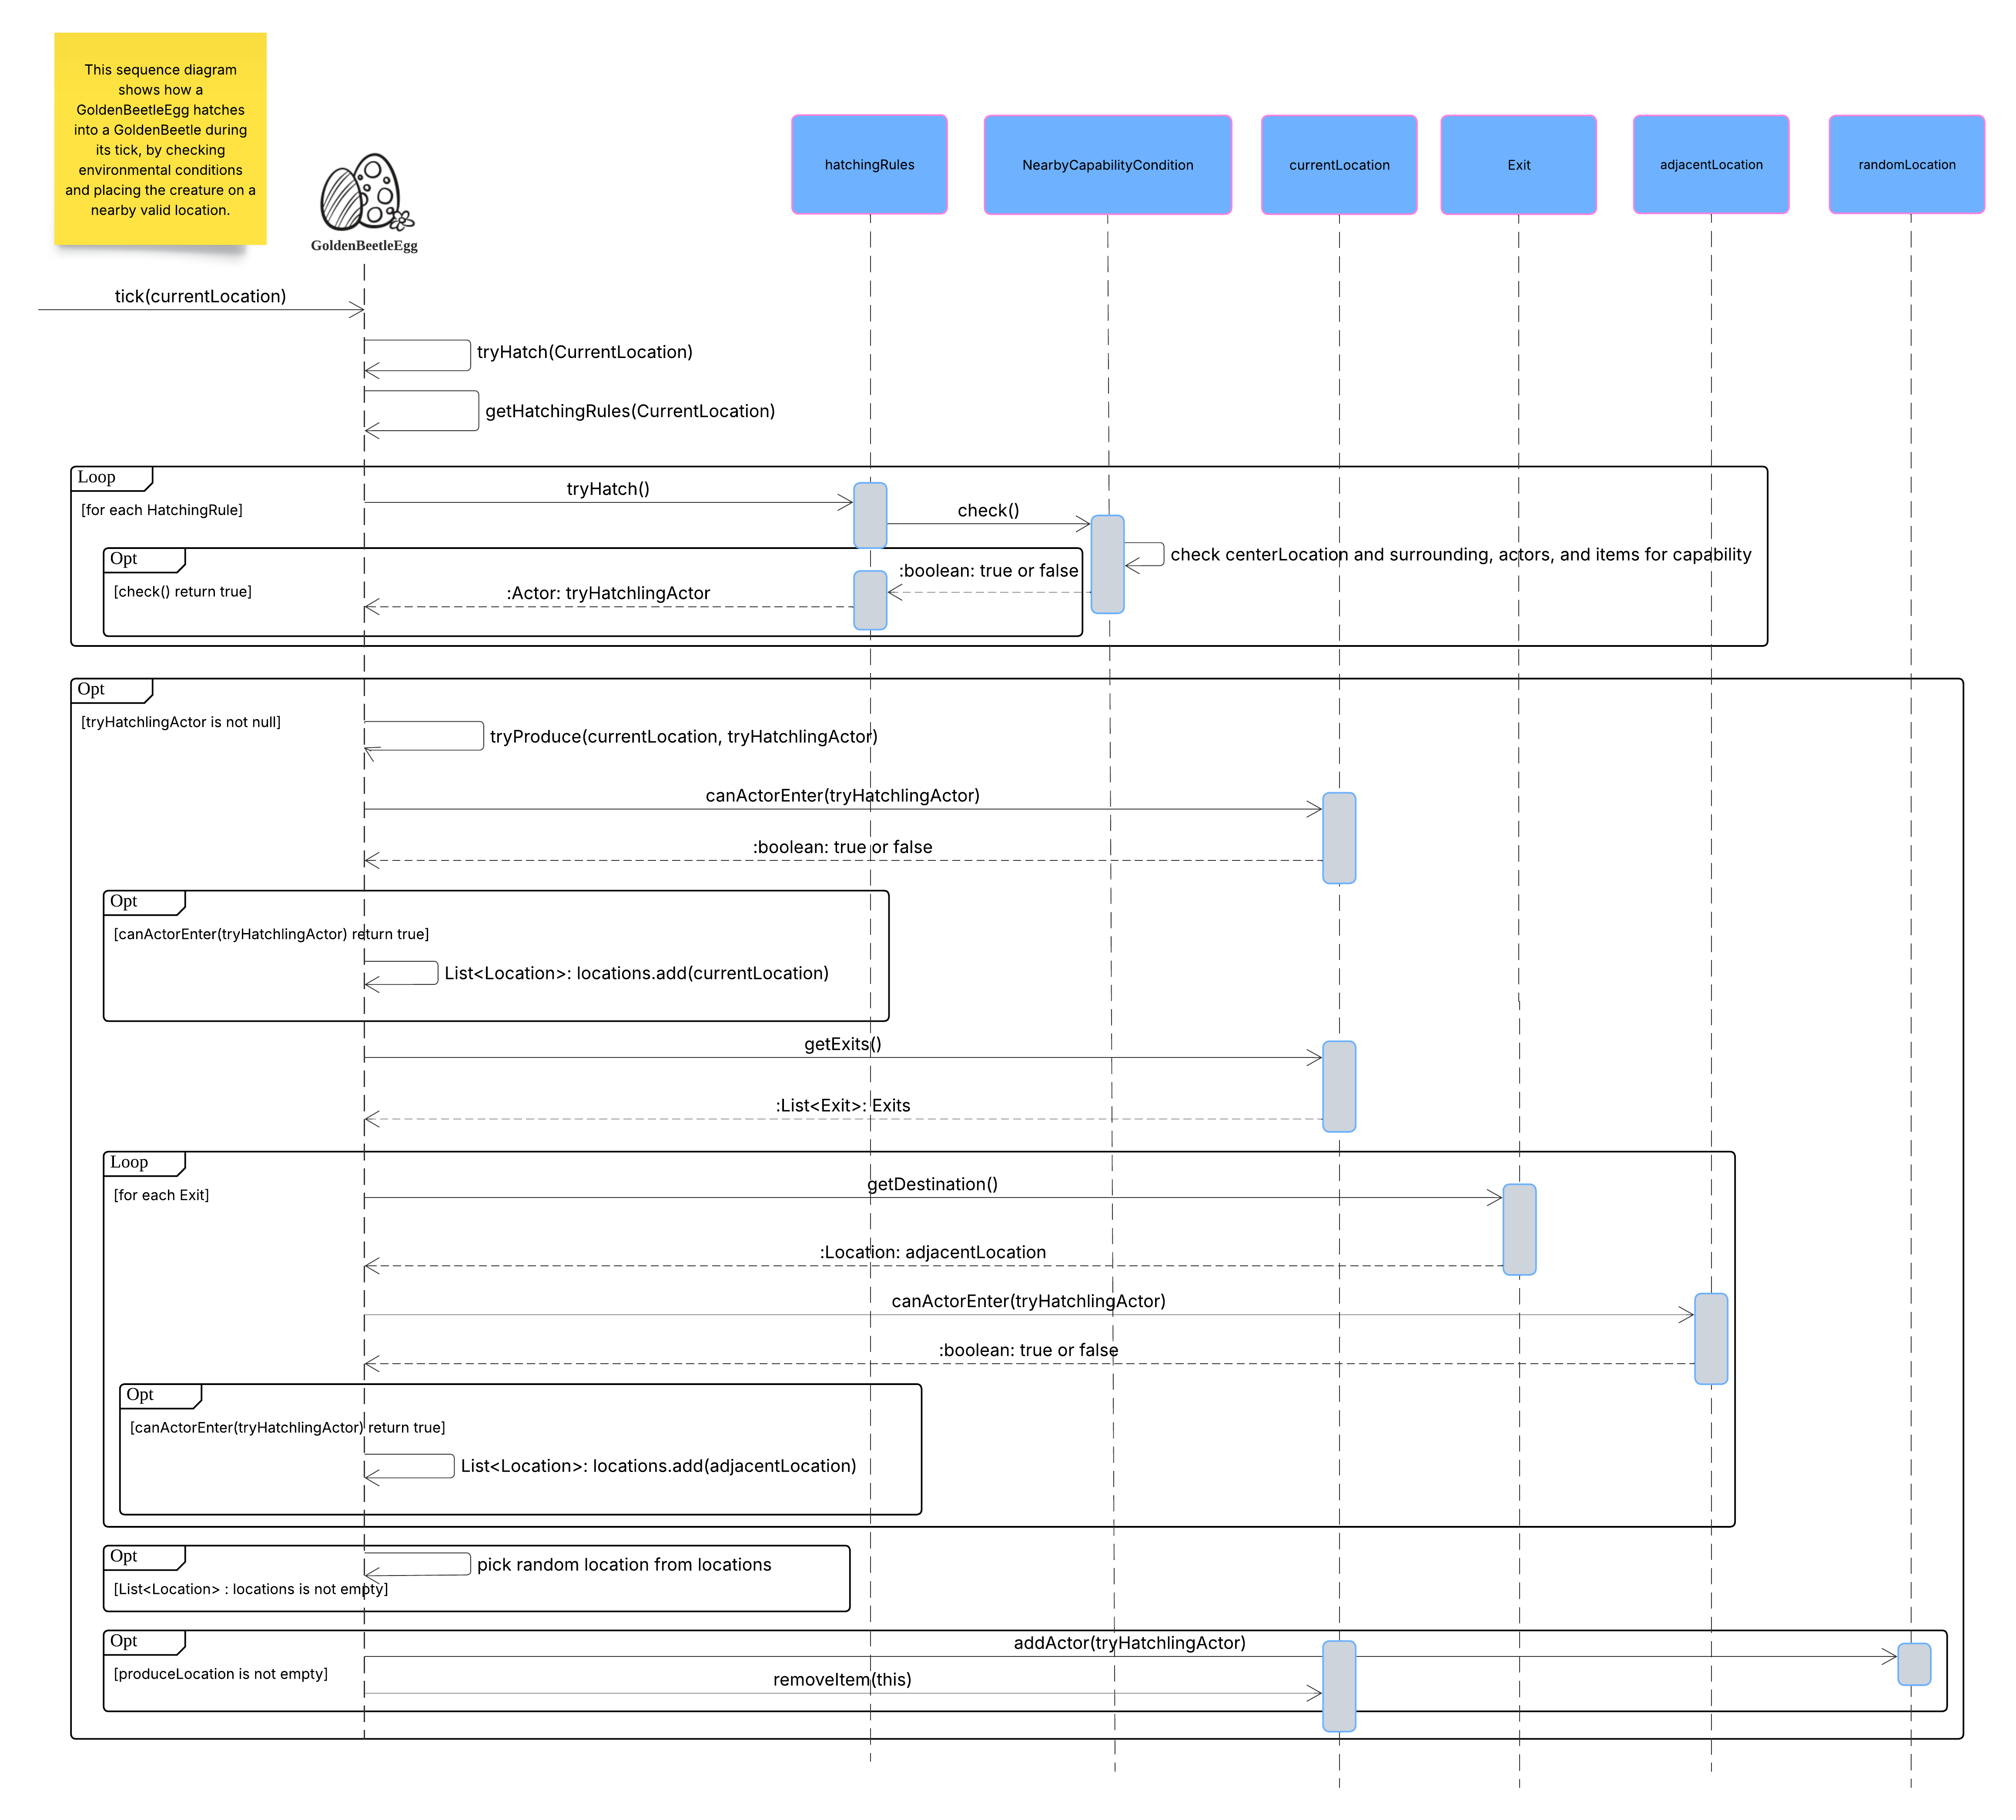 This sequence diagram
shows how a
GoldenBeetleEgg hatches
into a GoldenBeetle during
its tick, by checking
environmental conditions
and placing the creature on a
nearby valid location.
GoldenBeetleEgg
hatchingRules
NearbyCapabilityCondition
currentLocation
Exit
adjacentLocation
randomLocation
tick(currentLocation)
tryHatch(CurrentLocation)
getHatchingRules(CurrentLocation)
Loop
[for each HatchingRule]
tryHatch()
check()
check centerLocation and surrounding, actors, and items for capability
Opt
[check() return true]
:boolean: true or false
:Actor: tryHatchlingActor
Opt
[tryHatchlingActor is not null]
tryProduce(currentLocation, tryHatchlingActor)
canActorEnter(tryHatchlingActor)
:boolean: true or false
Opt
[canActorEnter(tryHatchlingActor) return true]
List<Location>: locations.add(currentLocation)
getExits()
:List<Exit>: Exits
Loop
[for each Exit]
getDestination()
:Location: adjacentLocation
canActorEnter(tryHatchlingActor)
:boolean: true or false
Opt
[canActorEnter(tryHatchlingActor) return true]
List<Location>: locations.add(adjacentLocation)
Opt
pick random location from locations
[List<Location> : locations is not empty]
Opt
addActor(tryHatchlingActor)
[produceLocation is not empty]
removeItem(this)